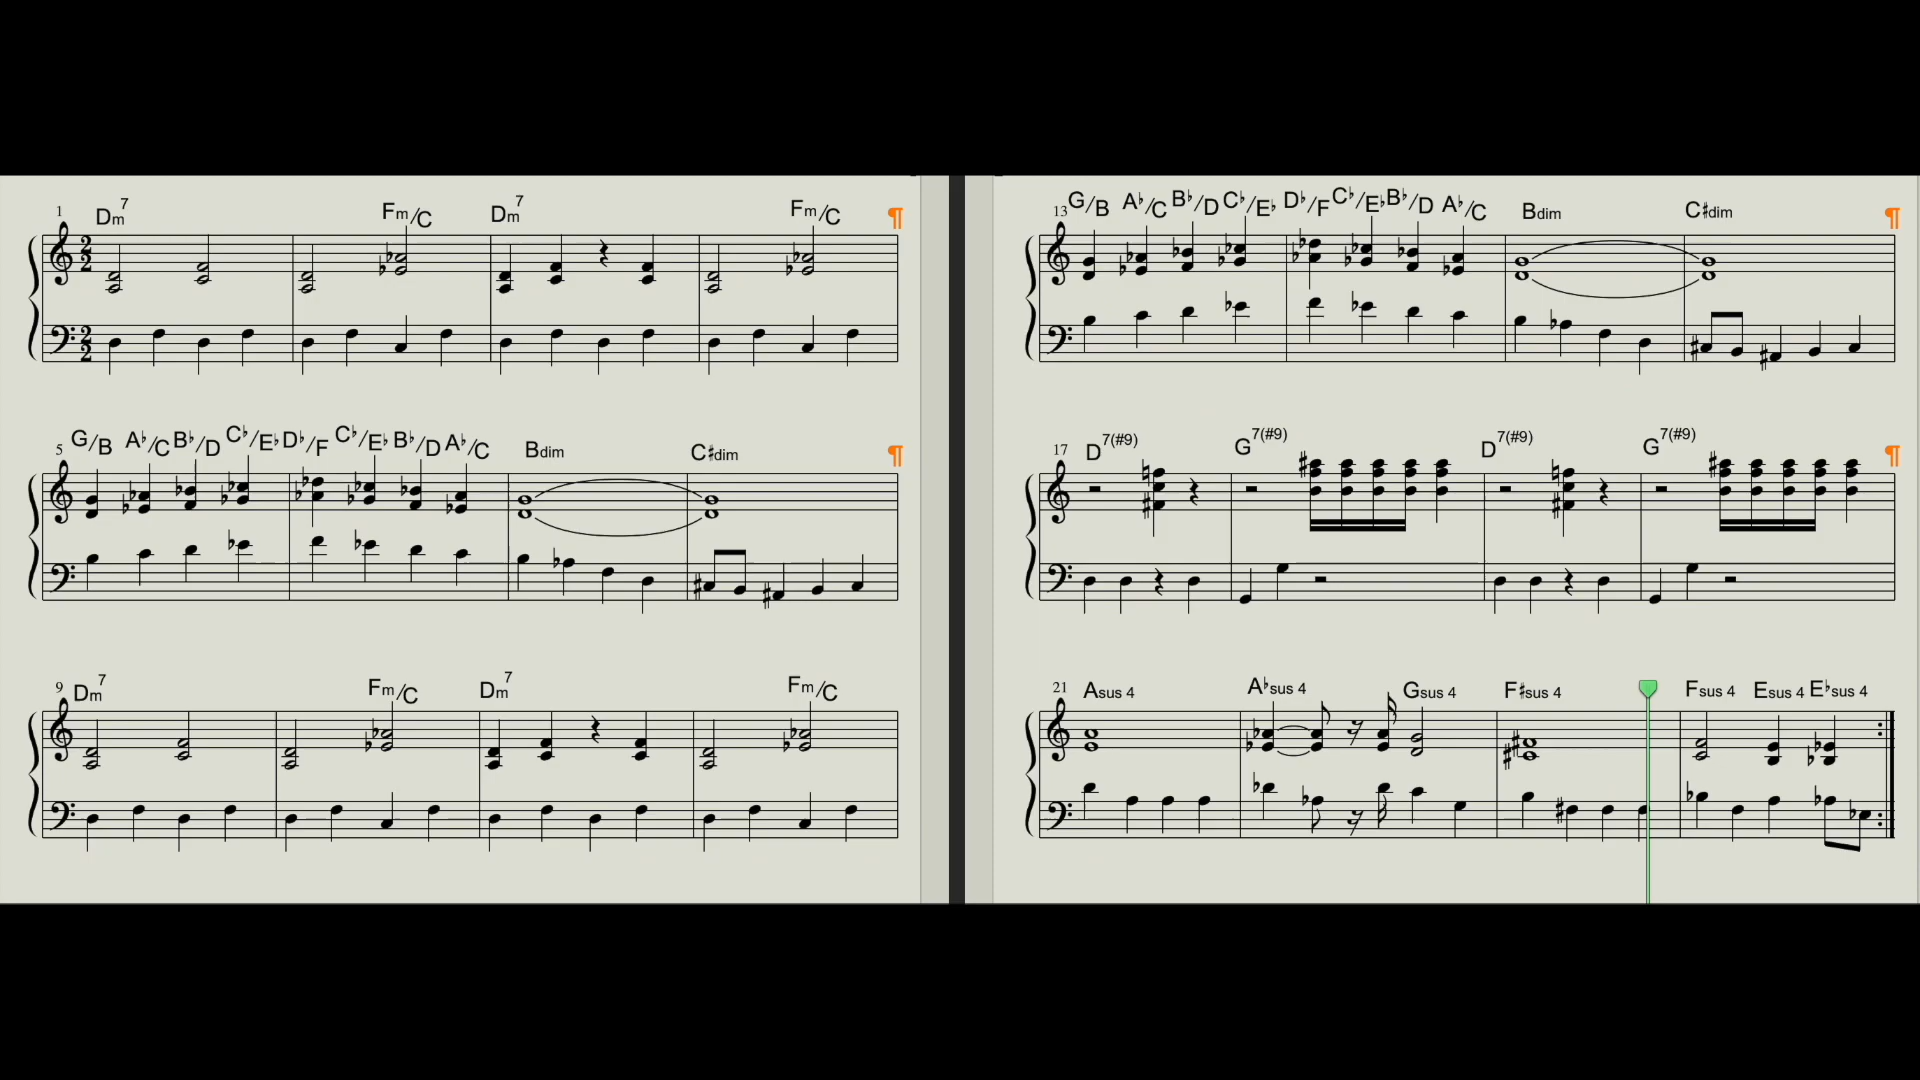 1 Dm7 Fm/C Dm7 Fm/C ¶
2 2
5 G/B A♭/C B♭/D C♭/E♭ D♭/F C♭/E♭ B♭/D A♭/C Bdim C♯dim ¶
9 Dm7 Fm/C Dm7 Fm/C
13 G/B A♭/C B♭/D C♭/E♭ D♭/F C♭/E♭ B♭/D A♭/C Bdim C♯dim ¶
17 D7(#9) G7(#9) D7(#9) G7(#9) ¶
21 Asus 4 A♭sus 4 Gsus 4 F♯sus 4 Fsus 4 Esus 4 E♭sus 4